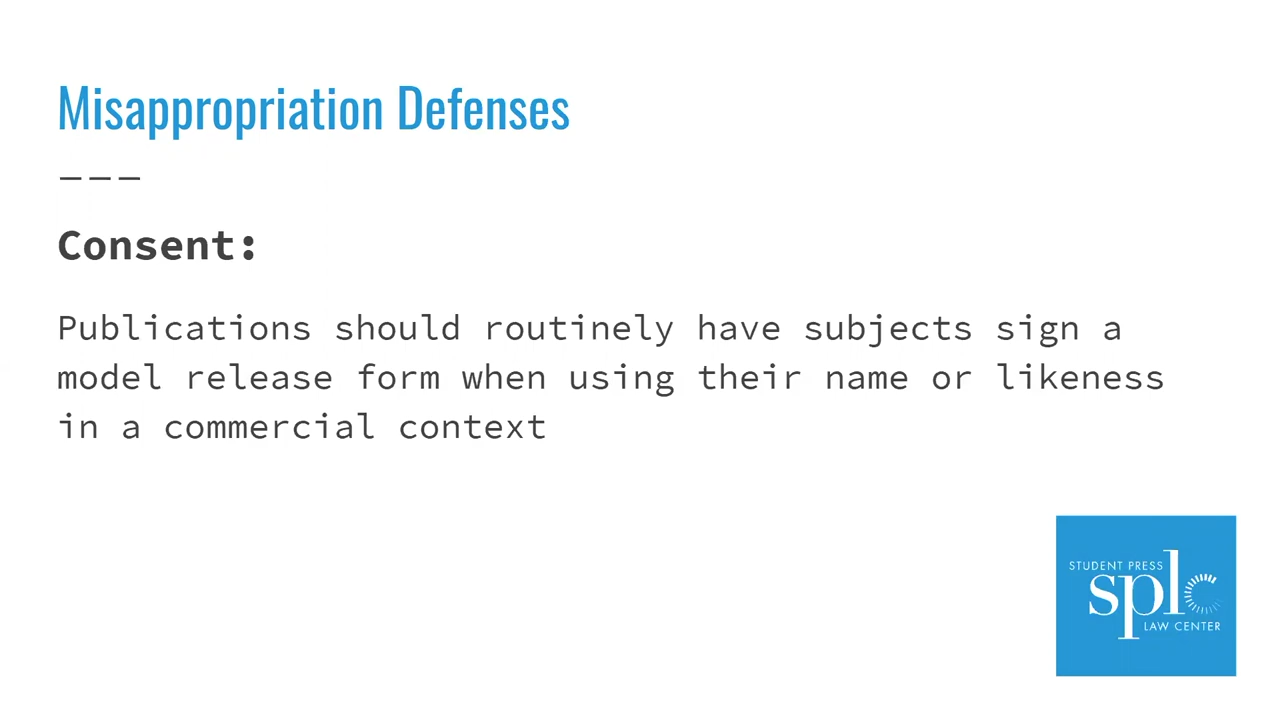 Misappropriation Defenses
———
Consent:
Publications should routinely have subjects sign a
model release form when using their name or likeness
in a commercial context
STUDENT PRESS
splc
LAW CENTER